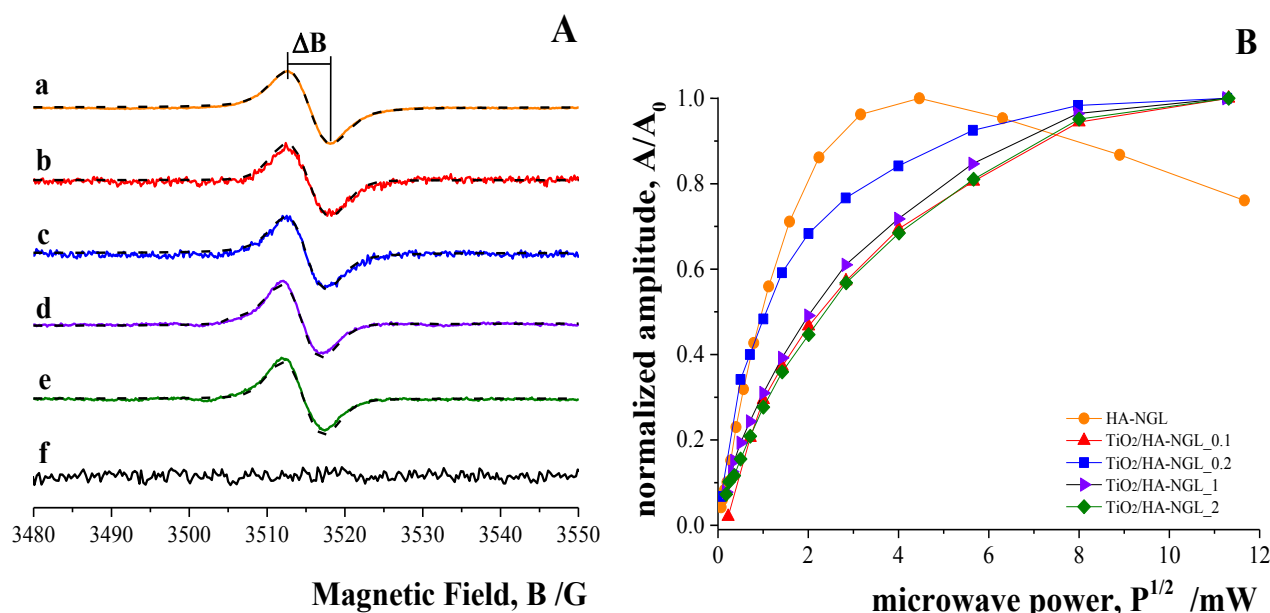 A
ΔB
a
b
c
d
e
f
3480 3490 3500 3510 3520 3530 3540 3550
Magnetic Field, B /G
B
normalized amplitude, A/A₀
1.0
0.8
0.6
0.4
0.2
0.0
HA-NGL
TiO₂/HA-NGL_0.1
TiO₂/HA-NGL_0.2
TiO₂/HA-NGL_1
TiO₂/HA-NGL_2
0 2 4 6 8 10 12
microwave power, P¹ᐟ² /mW